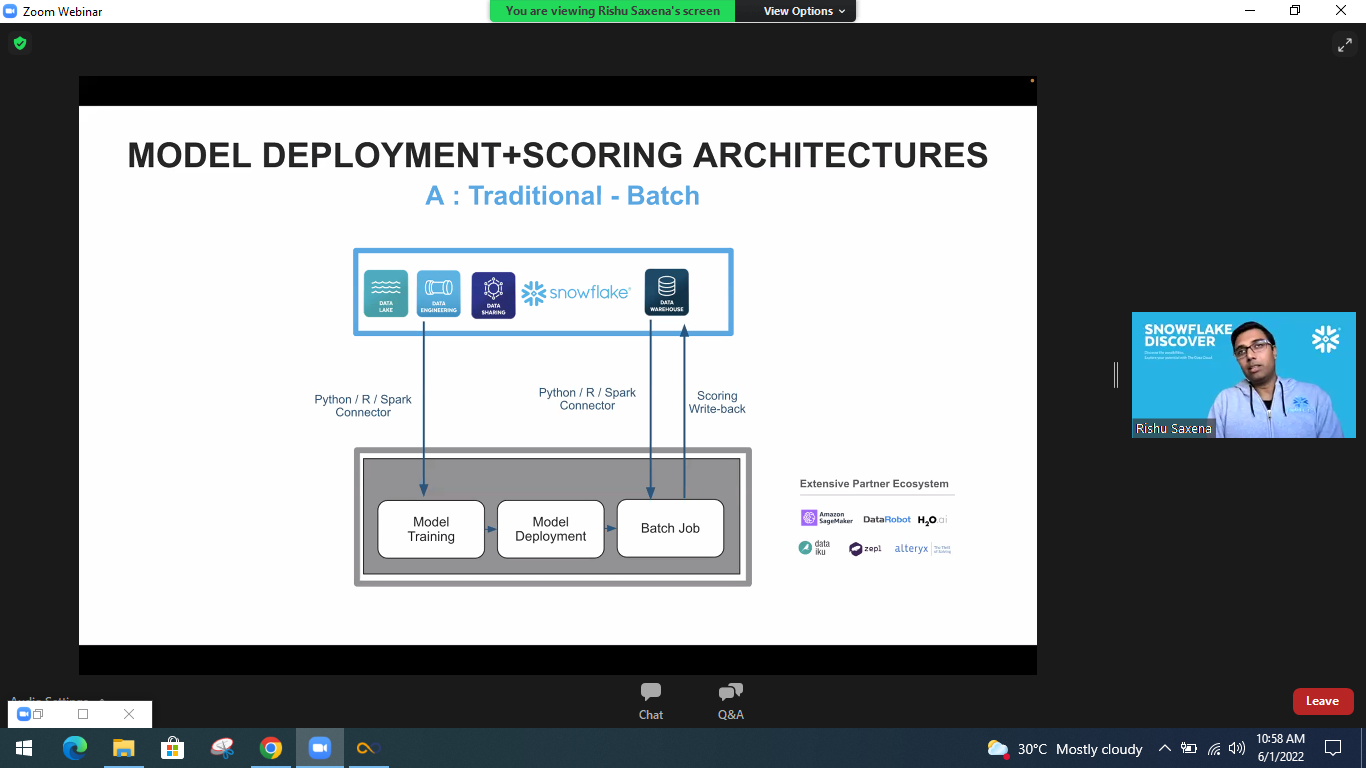 Zoom Webinar
You are viewing Rishu Saxena's screen
View Options
MODEL DEPLOYMENT+SCORING ARCHITECTURES
A : Traditional - Batch
DATA
LAKE
DATA
ENGINEERING
DATA
SHARING
snowflake®
DATA
WAREHOUSE
Python / R / Spark
Connector
Python / R / Spark
Connector
Scoring
Write-back
Model
Training
Model
Deployment
Batch Job
Extensive Partner Ecosystem
Amazon
SageMaker
DataRobot
H2O.ai
data
iku
zepl
alteryx
SNOWFLAKE
DISCOVER
Rishu Saxena
Audio Settings
Chat
Q&A
Leave
30°C Mostly cloudy
10:58 AM
6/1/2022